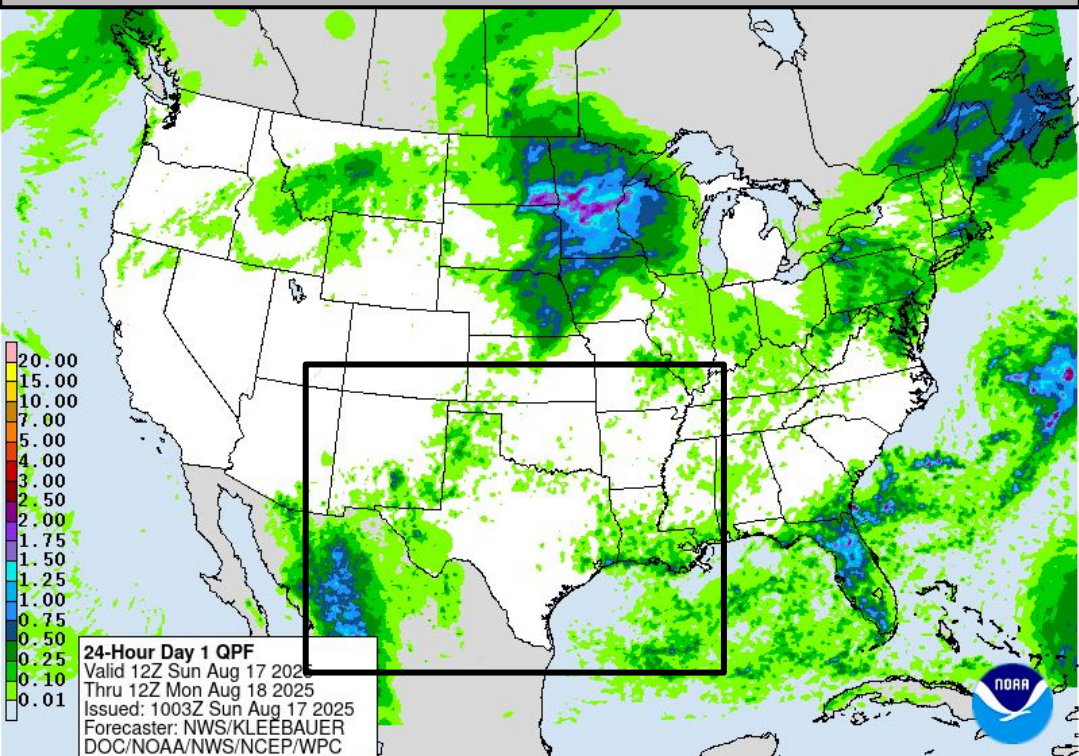 20.00
15.00
10.00
7.00
5.00
4.00
3.00
2.50
2.00
1.75
1.50
1.25
1.00
0.75
0.50
0.25
0.10
0.01
24-Hour Day 1 QPF
Valid 12Z Sun Aug 17 2025
Thru 12Z Mon Aug 18 2025
Issued: 1003Z Sun Aug 17 2025
Forecaster: NWS/KLEEBAUER
DOC/NOAA/NWS/NCEP/WPC
NOAA